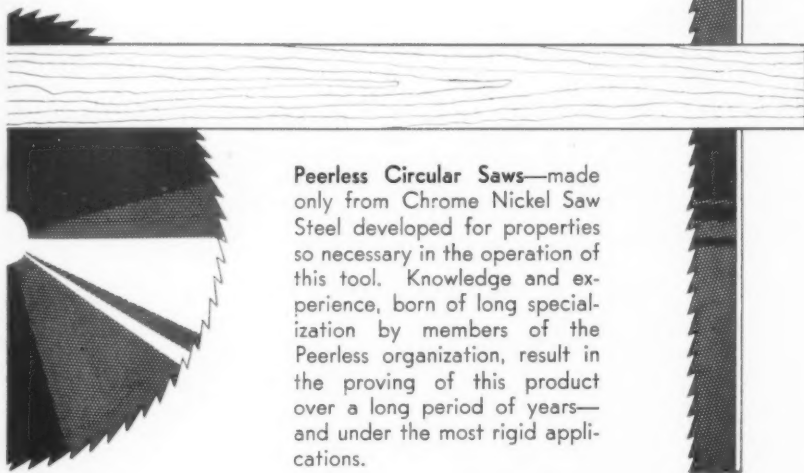 Peerless Circular Saws—made
only from Chrome Nickel Saw
Steel developed for properties
so necessary in the operation of
this tool. Knowledge and ex-
perience, born of long special-
ization by members of the
Peerless organization, result in
the proving of this product
over a long period of years—
and under the most rigid appli-
cations.